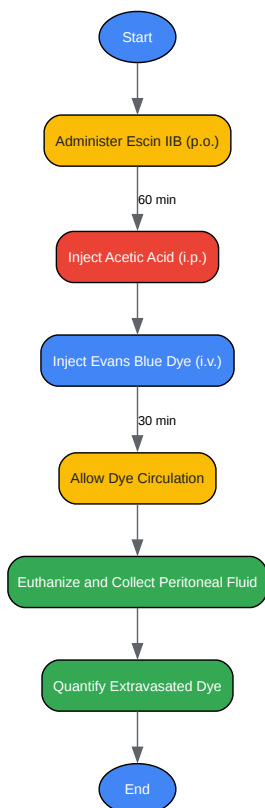 Start
Administer Escin IIB (p.o.)
60 min
Inject Acetic Acid (i.p.)
Inject Evans Blue Dye (i.v.)
30 min
Allow Dye Circulation
Euthanize and Collect Peritoneal Fluid
Quantify Extravasated Dye
End